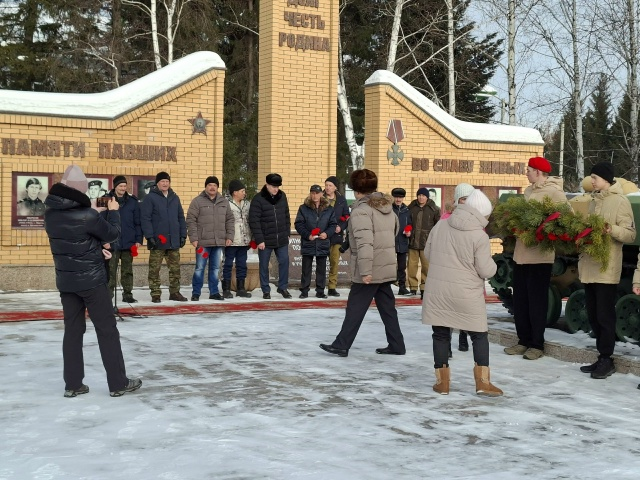 ДОЛГ
ЧЕСТЬ
РОДИНА
ПАМЯТИ ПАВШИХ
ВО СЛАВУ ЖИВЫХ